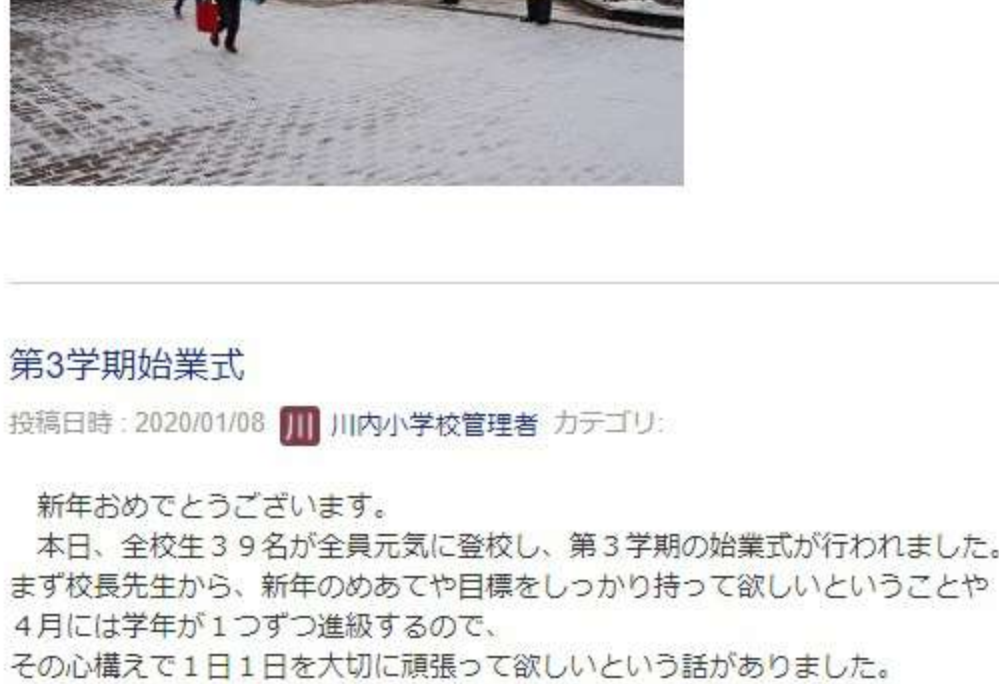 第3学期始業式
投稿日時 : 2020/01/08 川 川内小学校管理者 カテゴリ:
新年おめでとうございます。
本日、全校生３９名が全員元気に登校し、第３学期の始業式が行われました。
まず校長先生から、新年のめあてや目標をしっかり持って欲しいということや
４月には学年が１つずつ進級するので、
その心構えで１日１日を大切に頑張って欲しいという話がありました。